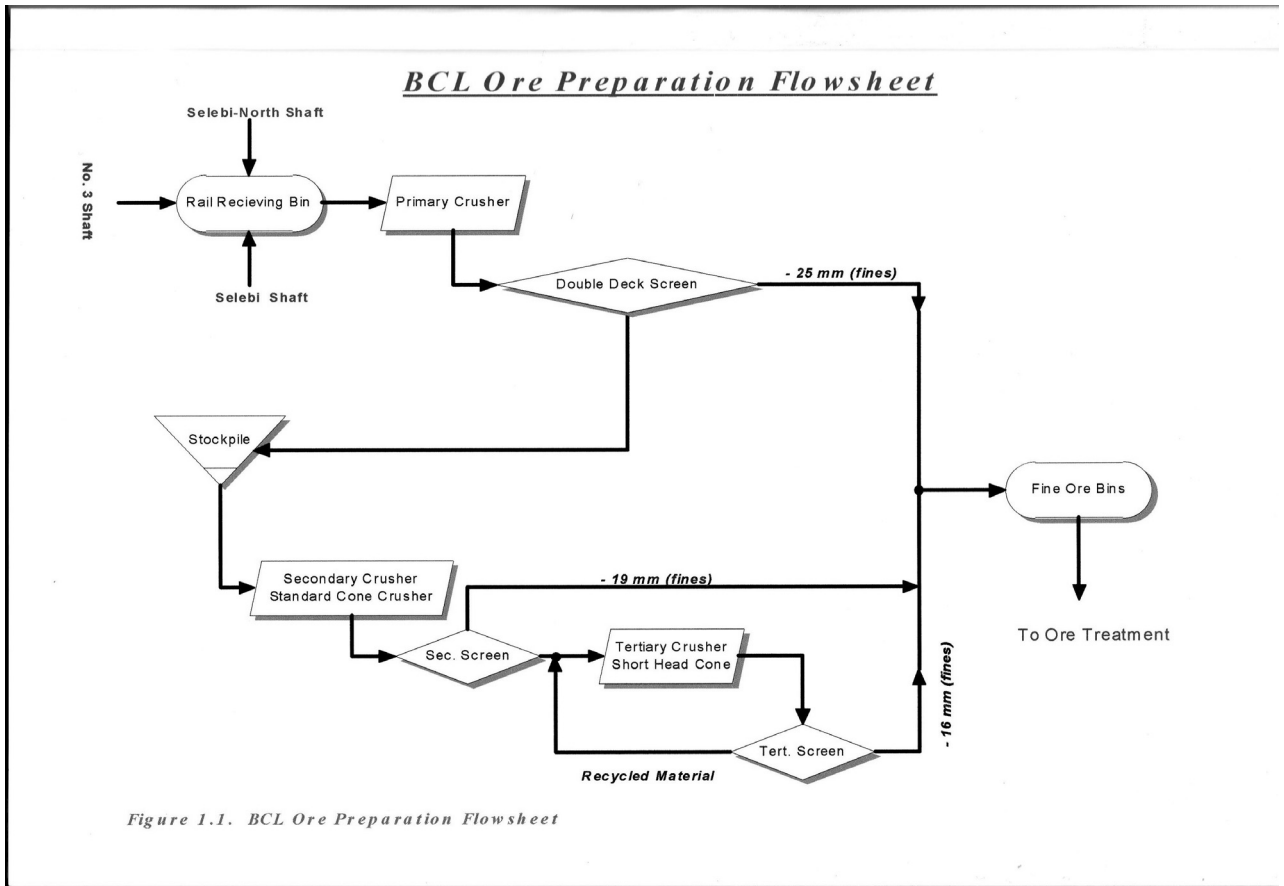 BCL Ore Preparation Flowsheet
Selebi-North Shaft
No. 3 Shaft
Rail Recieving Bin
Primary Crusher
Selebi Shaft
Double Deck Screen
- 25 mm (fines)
Stockpile
Fine Ore Bins
Secondary Crusher
Standard Cone Crusher
- 19 mm (fines)
To Ore Treatment
Sec. Screen
Tertiary Crusher
Short Head Cone
- 16 mm (fines)
Tert. Screen
Recycled Material
Figure 1.1. BCL Ore Preparation Flowsheet